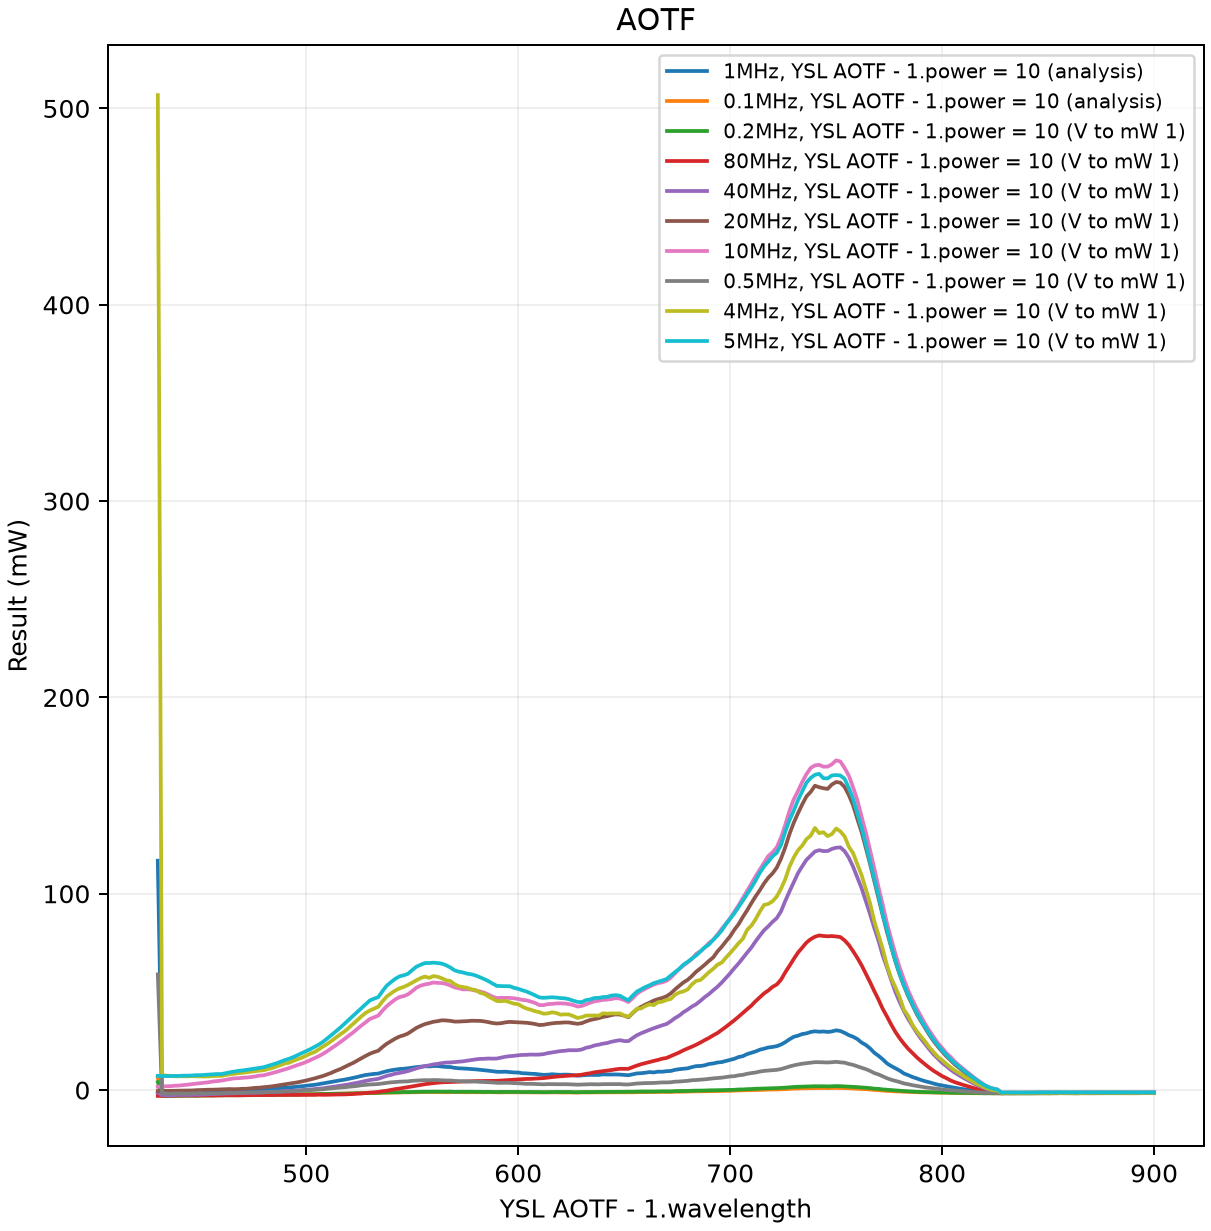 AOTF
1MHz, YSL AOTF - 1.power = 10 (analysis)
0.1MHz, YSL AOTF - 1.power = 10 (analysis)
0.2MHz, YSL AOTF - 1.power = 10 (V to mW 1)
80MHz, YSL AOTF - 1.power = 10 (V to mW 1)
40MHz, YSL AOTF - 1.power = 10 (V to mW 1)
20MHz, YSL AOTF - 1.power = 10 (V to mW 1)
10MHz, YSL AOTF - 1.power = 10 (V to mW 1)
0.5MHz, YSL AOTF - 1.power = 10 (V to mW 1)
4MHz, YSL AOTF - 1.power = 10 (V to mW 1)
5MHz, YSL AOTF - 1.power = 10 (V to mW 1)
Result (mW)
500
400
300
200
100
0
500 600 700 800 900
YSL AOTF - 1.wavelength